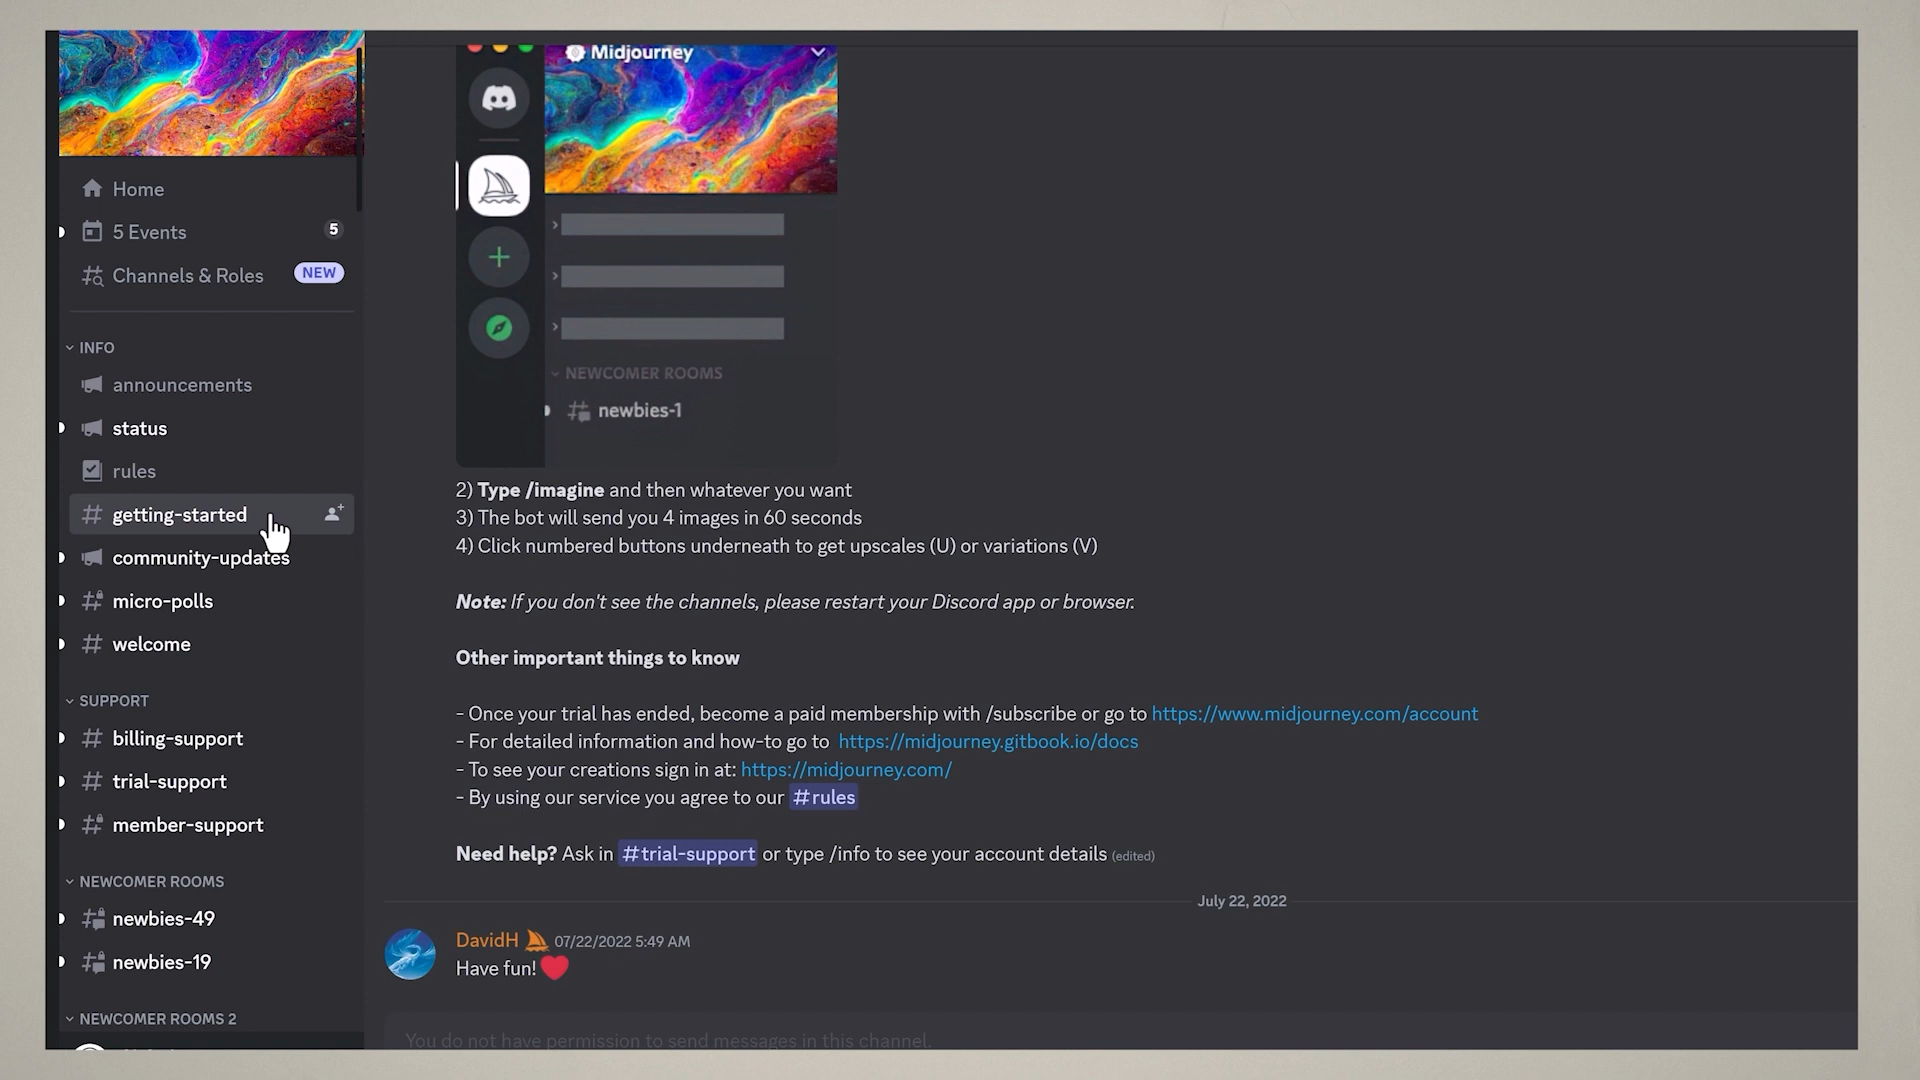 Home
5 Events
5
Channels & Roles
NEW
INFO
announcements
status
rules
getting-started
community-updates
micro-polls
welcome
SUPPORT
billing-support
trial-support
member-support
NEWCOMER ROOMS
newbies-49
newbies-19
NEWCOMER ROOMS 2
Midjourney
NEWCOMER ROOMS
newbies-1
2) Type /imagine and then whatever you want
3) The bot will send you 4 images in 60 seconds
4) Click numbered buttons underneath to get upscales (U) or variations (V)
Note: If you don't see the channels, please restart your Discord app or browser.
Other important things to know
- Once your trial has ended, become a paid membership with /subscribe or go to https://www.midjourney.com/account
- For detailed information and how-to go to https://midjourney.gitbook.io/docs
- To see your creations sign in at: https://midjourney.com/
- By using our service you agree to our #rules
Need help? Ask in #trial-support or type /info to see your account details (edited)
July 22, 2022
DavidH 07/22/2022 5:49 AM
Have fun!
You do not have permission to send messages in this channel.